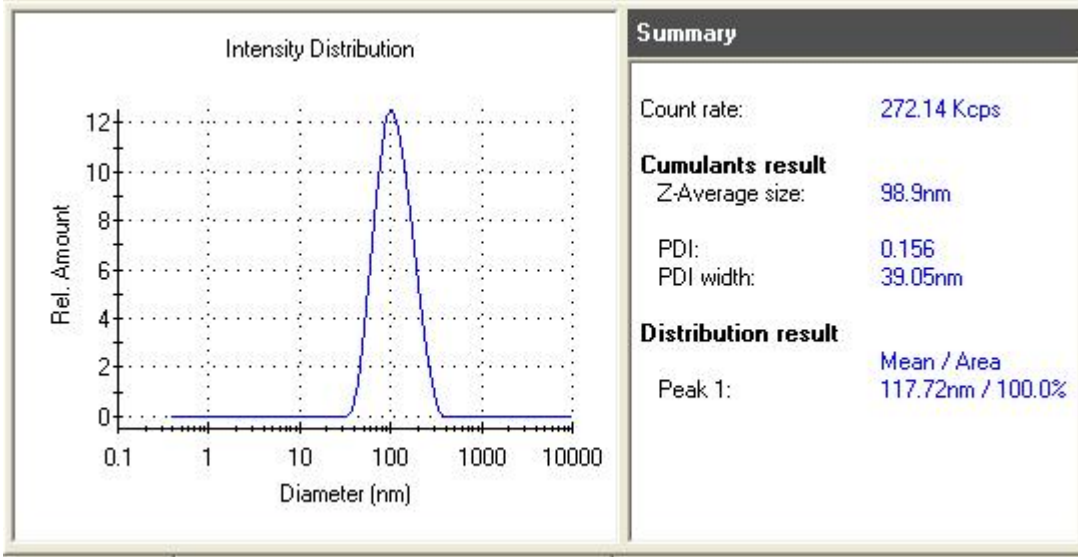 Intensity Distribution
12
10
8
6
4
2
0
Rel. Amount
0.1 1 10 100 1000 10000
Diameter (nm)
Summary
Count rate: 272.14 Kcps
Cumulants result
Z-Average size: 98.9nm
PDI: 0.156
PDI width: 39.05nm
Distribution result
Mean / Area
Peak 1: 117.72nm / 100.0%